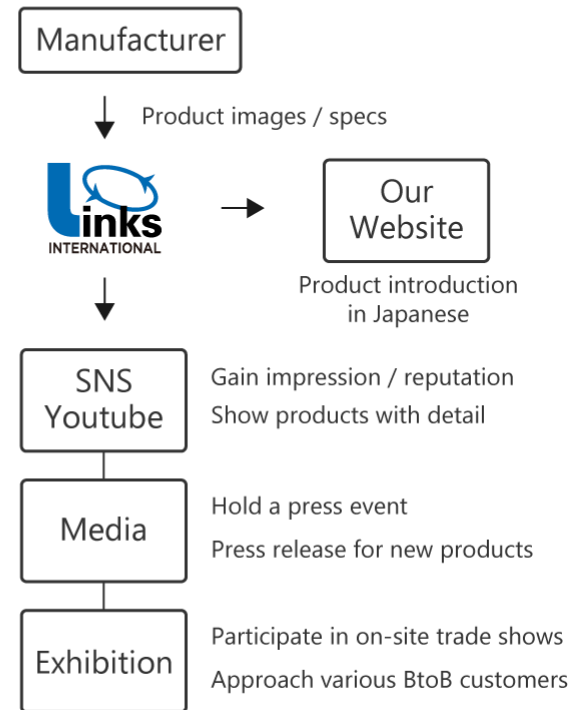 Manufacturer
Product images / specs
Links
INTERNATIONAL
Our
Website
Product introduction
in Japanese
SNS
Youtube
Gain impression / reputation
Show products with detail
Media
Hold a press event
Press release for new products
Exhibition
Participate in on-site trade shows
Approach various BtoB customers